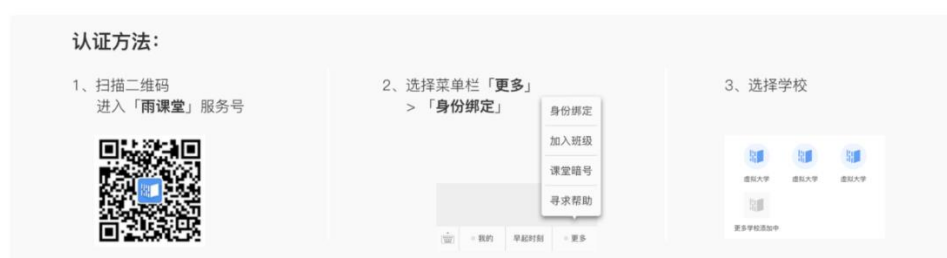 认证方法：
1、扫描二维码
进入「雨课堂」服务号
2、选择菜单栏「更多」
>「身份绑定」
身份绑定
加入班级
课堂暗号
寻求帮助
我的
早起时刻
更多
3、选择学校
虚拟大学
虚拟大学
虚拟大学
更多学校添加中